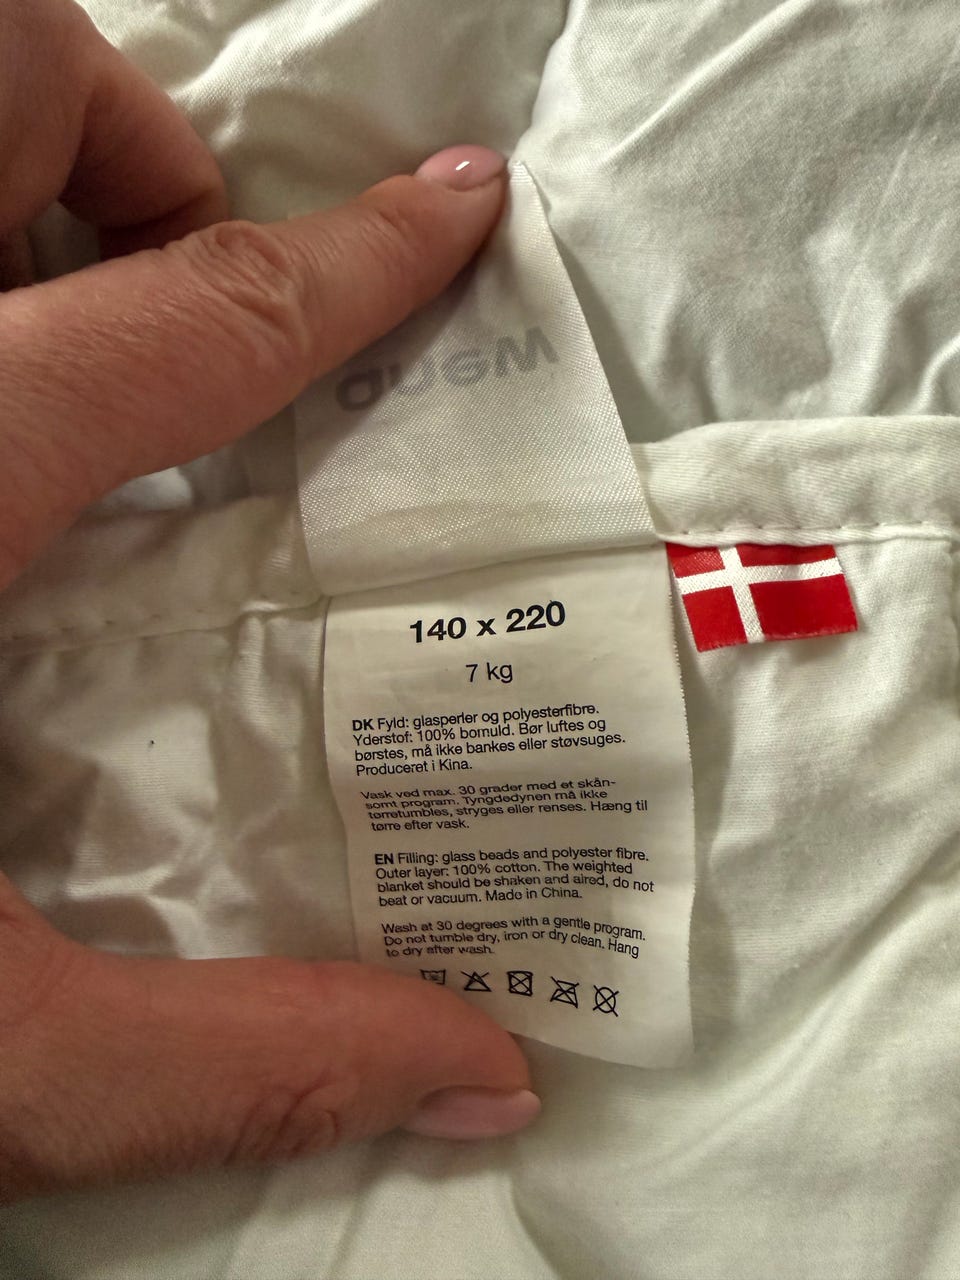 140 x 220
7 kg
DK Fyld: glasperler og polyesterfibre.
Yderstof: 100% bomuld. Bør luftes og
børstes, må ikke bankes eller støvsuges.
Produceret i Kina.
Vask ved max. 30 grader med et skån-
somt program. Tyngdedynen må ikke
tørretumbles, stryges eller renses. Hæng til
tørre efter vask.
EN Filling: glass beads and polyester fibre.
Outer layer: 100% cotton. The weighted
blanket should be shaken and aired, do not
beat or vacuum. Made in China.
Wash at 30 degrees with a gentle program.
Do not tumble dry, iron or dry clean. Hang
to dry after wash.